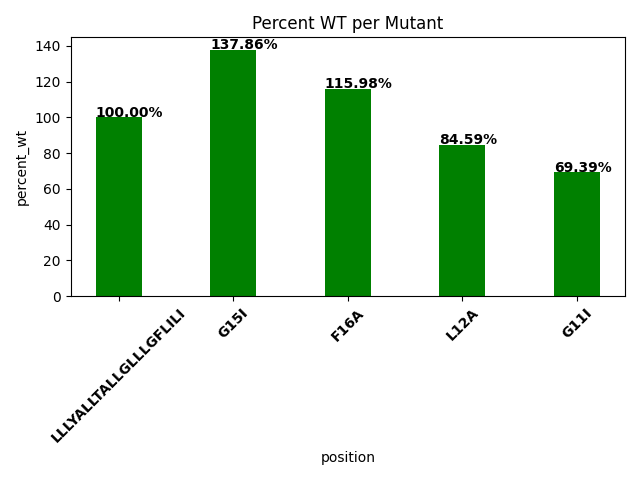 Percent WT per Mutant
percent_wt
140
120
100
80
60
40
20
0
100.00%
137.86%
115.98%
84.59%
69.39%
LLLYALLTALLGLLLGFLILI
G15I
F16A
L12A
G11I
position